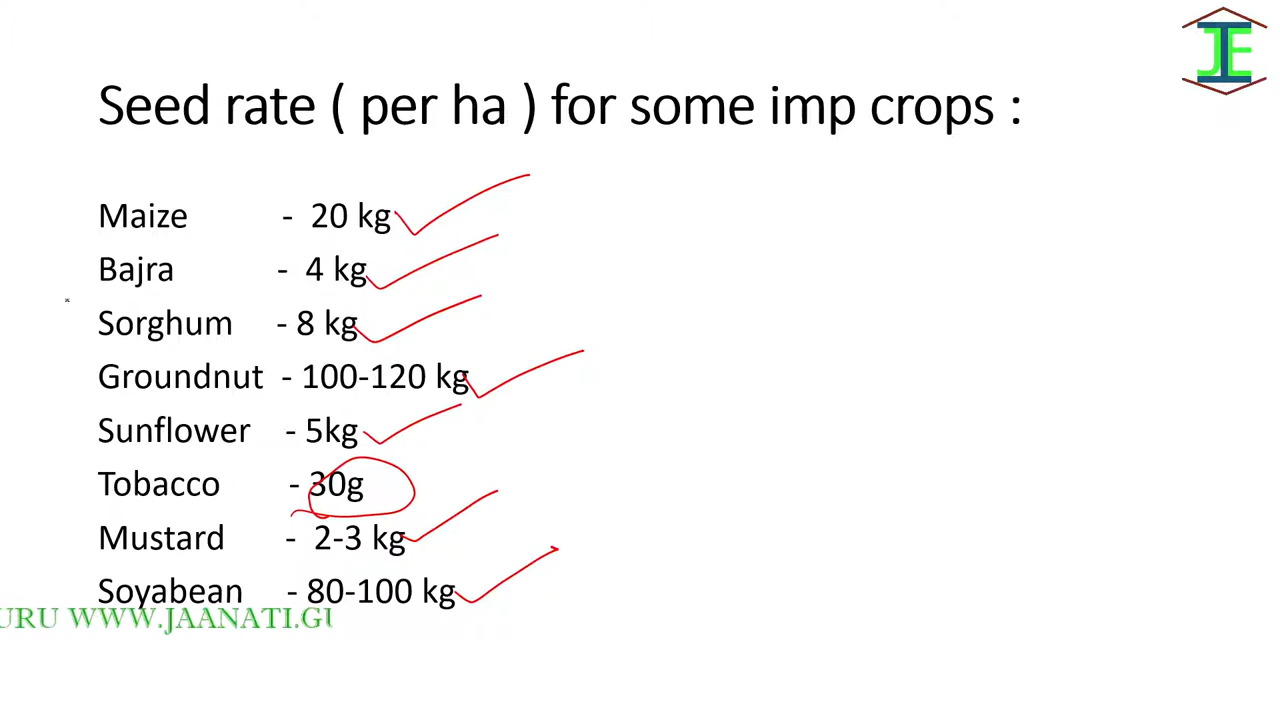 JE
Seed rate ( per ha ) for some imp crops :
Maize - 20 kg
Bajra - 4 kg
Sorghum - 8 kg
Groundnut - 100-120 kg
Sunflower - 5kg
Tobacco - 30g
Mustard - 2-3 kg
Soyabean - 80-100 kg
URU WWW.JAANATI.GU